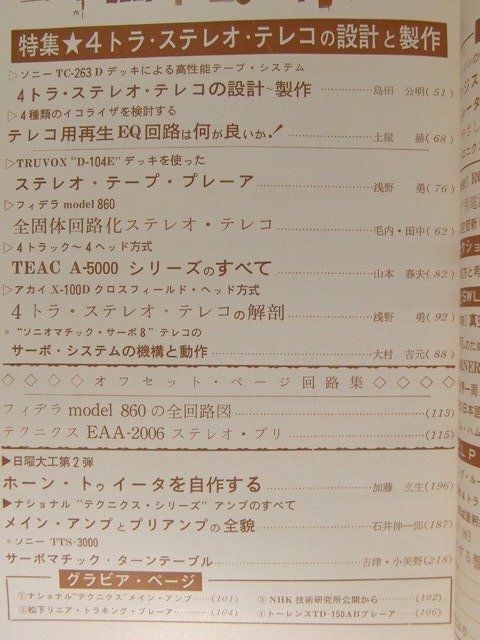 特集★4トラ・ステレオ・テレコの設計と製作
▷ソニー TC-263 D デッキによる高性能テープ・システム
4トラ・ステレオ・テレコの設計〜製作 島田 公明(51)
▷4種類のイコライザを検討する
テレコ用再生EQ回路は何が良いか! 土屋 赫(68)
▷TRUVOX "D-104E" デッキを使った
ステレオ・テープ・プレーア 浅野 勇(76)
▷フィデラ model 860
全固体回路化ステレオ・テレコ 毛内・田中(62)
▷4トラック〜4ヘッド方式
TEAC A-5000 シリーズのすべて 山本 春夫(82)
▷アカイ X-100D クロスフィールド・ヘッド方式
4トラ・ステレオ・テレコの解剖 浅野 勇(92)
* "ソニオマチック・サーボ8" テレコの
サーボ・システムの機構と動作 大村 吉元(88)
◇◇◇◇オフセット・ページ回路集◇◇◇◇
フィデラ model 860 の全回路図 (113)
テクニクス EAA-2006 ステレオ・プリ (115)
▶日曜大工第2弾
ホーン・トゥイータを自作する 加藤 玄生(196)
▶ナショナル "テクニクス・シリーズ" アンプのすべて
メイン・アンプとプリアンプの全貌 石井伸一郎(187)
* ソニー TTS-3000
サーボマチック・ターンテーブル 吉津・小美野(218)
グラビア・ページ
①ナショナル"テクニクス"メイン・アンプ (101)
②松下リニア・トラキング・プレーア (104)
③NHK 技術研究所公開から (102)
④トーレンスTD-150ABプレーア (106)